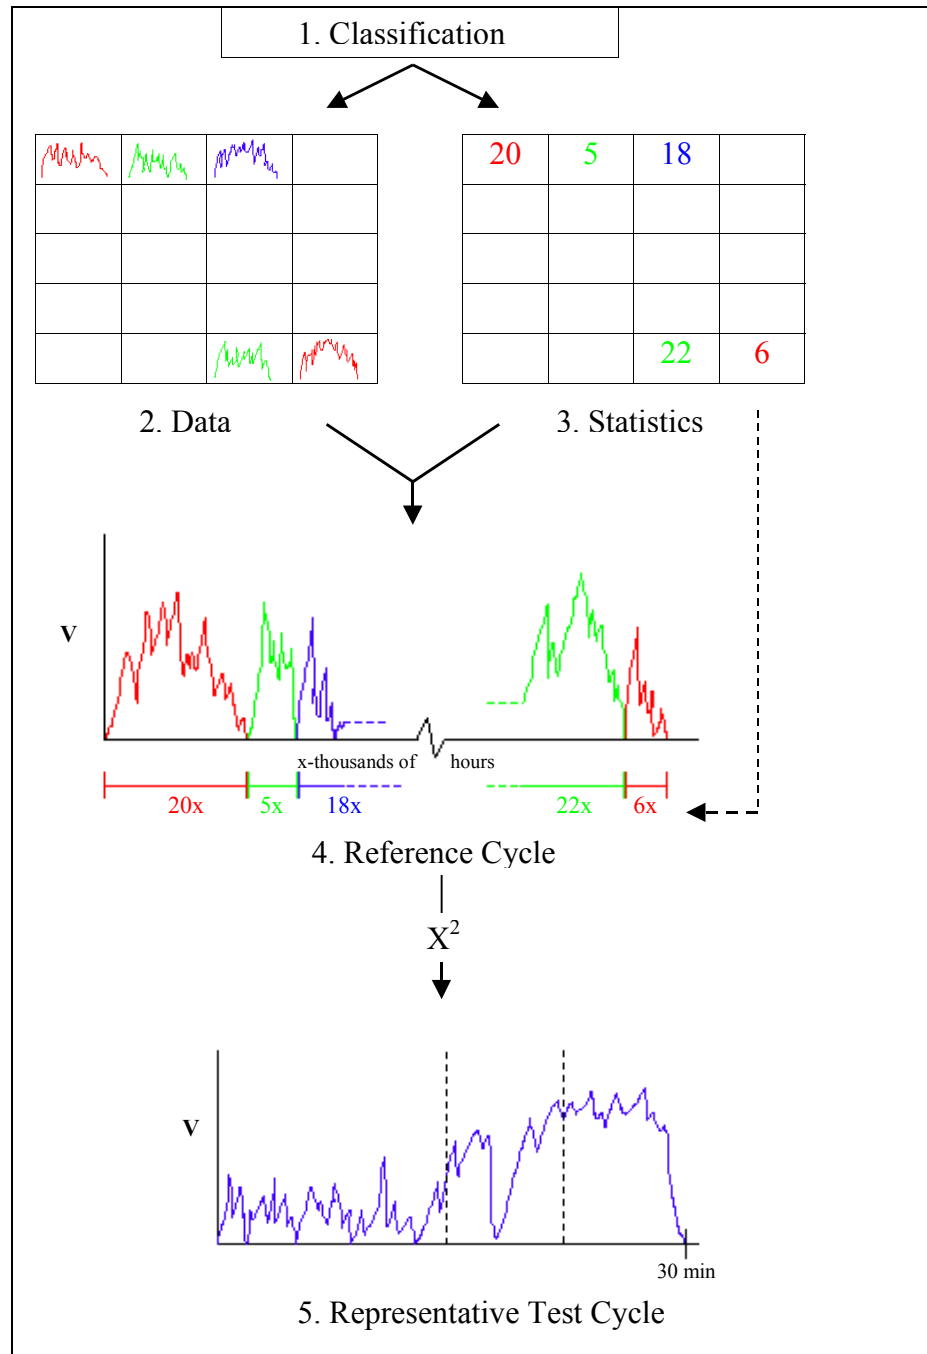 1. Classification
20 5 18
22 6
2. Data 3. Statistics
V
x-thousands of hours
20x 5x 18x 22x 6x
4. Reference Cycle
X²
V
30 min
5. Representative Test Cycle